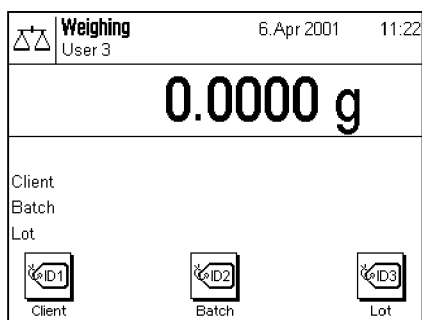 Weighing 6.Apr 2001 11:22
User 3
0.0000 g
Client
Batch
Lot
ID1 ID2 ID3
Client Batch Lot